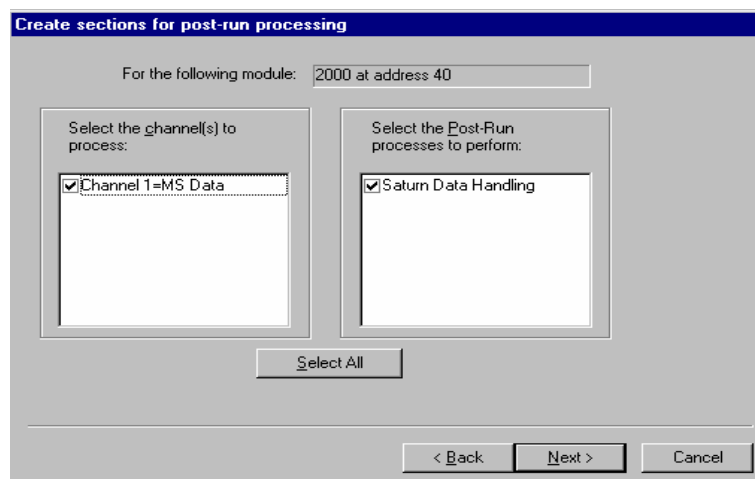 Create sections for post-run processing
For the following module: 2000 at address 40
Select the channel(s) to
process:
Channel 1=MS Data
Select the Post-Run
processes to perform:
Saturn Data Handling
Select All
< Back
Next >
Cancel